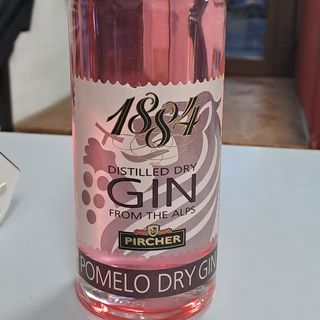 1884
DISTILLED DRY
GIN
FROM THE ALPS
PIRCHER
POMELO DRY GIN